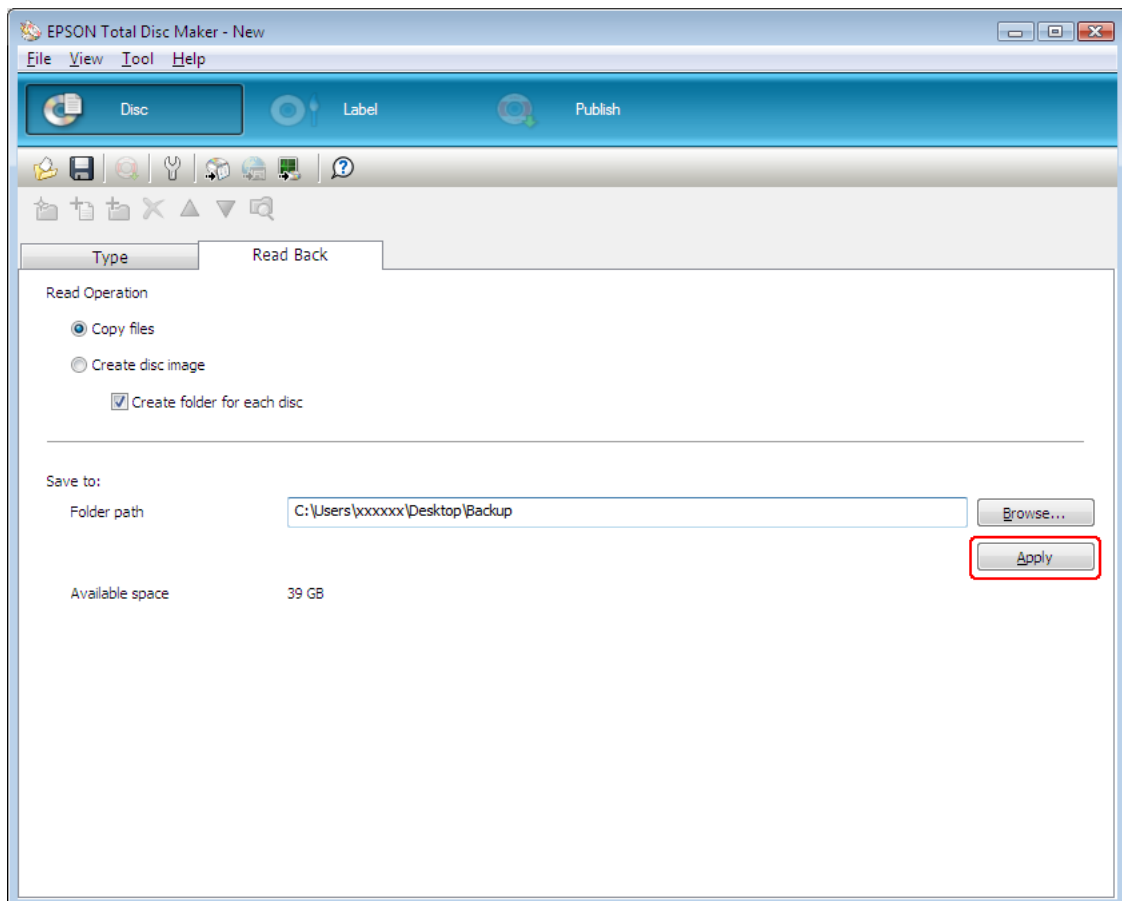 EPSON Total Disc Maker - New
File View Tool Help
Disc Label Publish
Type Read Back
Read Operation
Copy files
Create disc image
Create folder for each disc
Save to:
Folder path C:\Users\xxxxxx\Desktop\Backup Browse...
Apply
Available space 39 GB